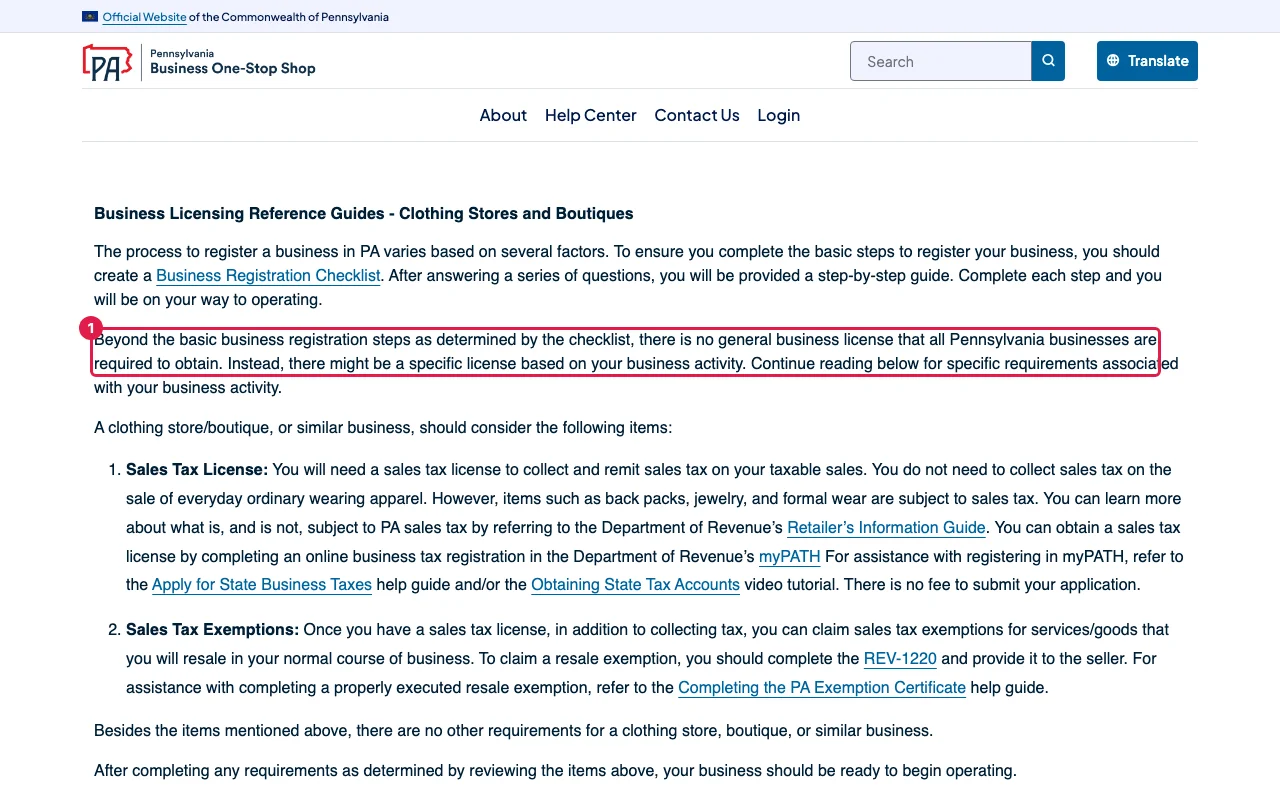 Official Website of the Commonwealth of Pennsylvania
PA
Pennsylvania
Business One-Stop Shop
Search
Translate
About Help Center Contact Us Login
Business Licensing Reference Guides - Clothing Stores and Boutiques
The process to register a business in PA varies based on several factors. To ensure you complete the basic steps to register your business, you should
create a Business Registration Checklist. After answering a series of questions, you will be provided a step-by-step guide. Complete each step and you
will be on your way to operating.
1
Beyond the basic business registration steps as determined by the checklist, there is no general business license that all Pennsylvania businesses are
required to obtain. Instead, there might be a specific license based on your business activity. Continue reading below for specific requirements associated
with your business activity.
A clothing store/boutique, or similar business, should consider the following items:
1. Sales Tax License: You will need a sales tax license to collect and remit sales tax on your taxable sales. You do not need to collect sales tax on the
sale of everyday ordinary wearing apparel. However, items such as back packs, jewelry, and formal wear are subject to sales tax. You can learn more
about what is, and is not, subject to PA sales tax by referring to the Department of Revenue’s Retailer’s Information Guide. You can obtain a sales tax
license by completing an online business tax registration in the Department of Revenue’s myPATH For assistance with registering in myPATH, refer to
the Apply for State Business Taxes help guide and/or the Obtaining State Tax Accounts video tutorial. There is no fee to submit your application.
2. Sales Tax Exemptions: Once you have a sales tax license, in addition to collecting tax, you can claim sales tax exemptions for services/goods that
you will resale in your normal course of business. To claim a resale exemption, you should complete the REV-1220 and provide it to the seller. For
assistance with completing a properly executed resale exemption, refer to the Completing the PA Exemption Certificate help guide.
Besides the items mentioned above, there are no other requirements for a clothing store, boutique, or similar business.
After completing any requirements as determined by reviewing the items above, your business should be ready to begin operating.